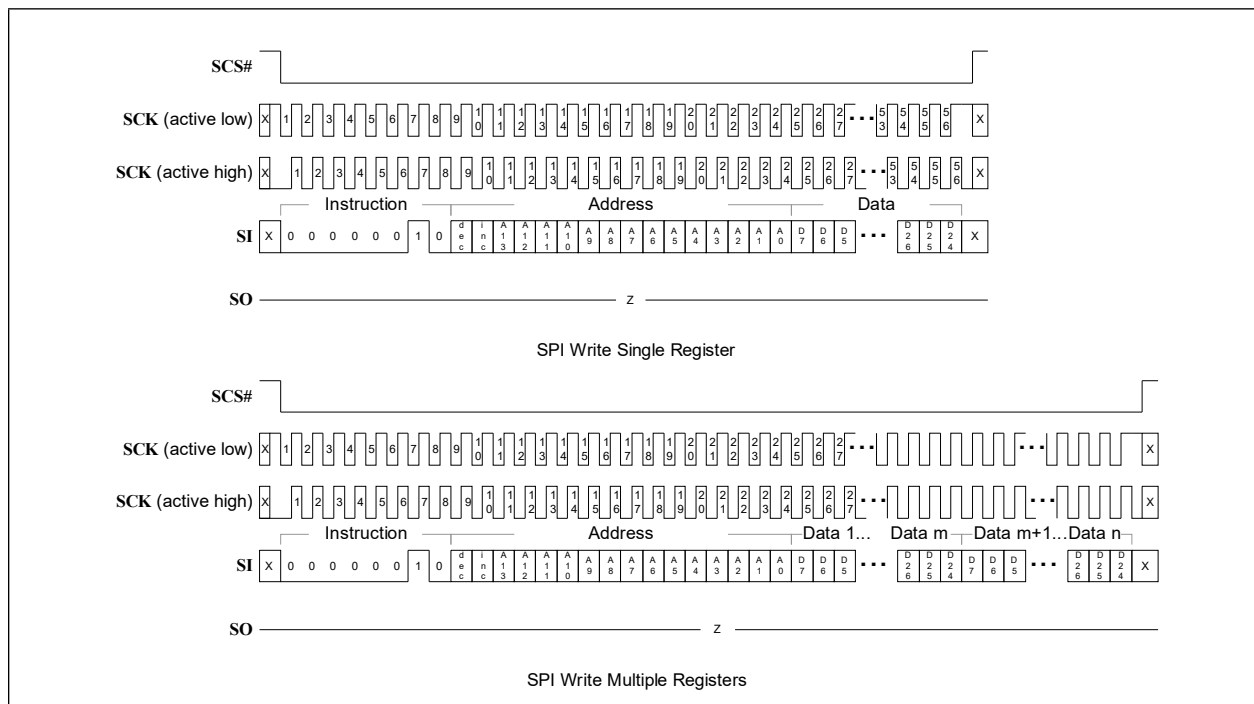 SCS#
SCK (active low) X 1 2 3 4 5 6 7 8 9 10 11 12 13 14 15 16 17 18 19 20 21 22 23 24 25 26 27 ... 53 54 55 56 X
SCK (active high) X 1 2 3 4 5 6 7 8 9 10 11 12 13 14 15 16 17 18 19 20 21 22 23 24 25 26 27 ... 53 54 55 56 X
Instruction Address Data
SI X 0 0 0 0 0 0 1 0 dec inc A13 A12 A11 A10 A9 A8 A7 A6 A5 A4 A3 A2 A1 A0 D7 D6 D5 ... D26 D25 D24 X
SO Z
SPI Write Single Register
SCS#
SCK (active low) X 1 2 3 4 5 6 7 8 9 10 11 12 13 14 15 16 17 18 19 20 21 22 23 24 25 26 27 ... ... X
SCK (active high) X 1 2 3 4 5 6 7 8 9 10 11 12 13 14 15 16 17 18 19 20 21 22 23 24 25 26 27 ... ... X
Instruction Address Data 1... Data m Data m+1... Data n
SI X 0 0 0 0 0 0 1 0 dec inc A13 A12 A11 A10 A9 A8 A7 A6 A5 A4 A3 A2 A1 A0 D7 D6 D5 ... D26 D25 D24 D7 D6 D5 ... D26 D25 D24 X
SO Z
SPI Write Multiple Registers